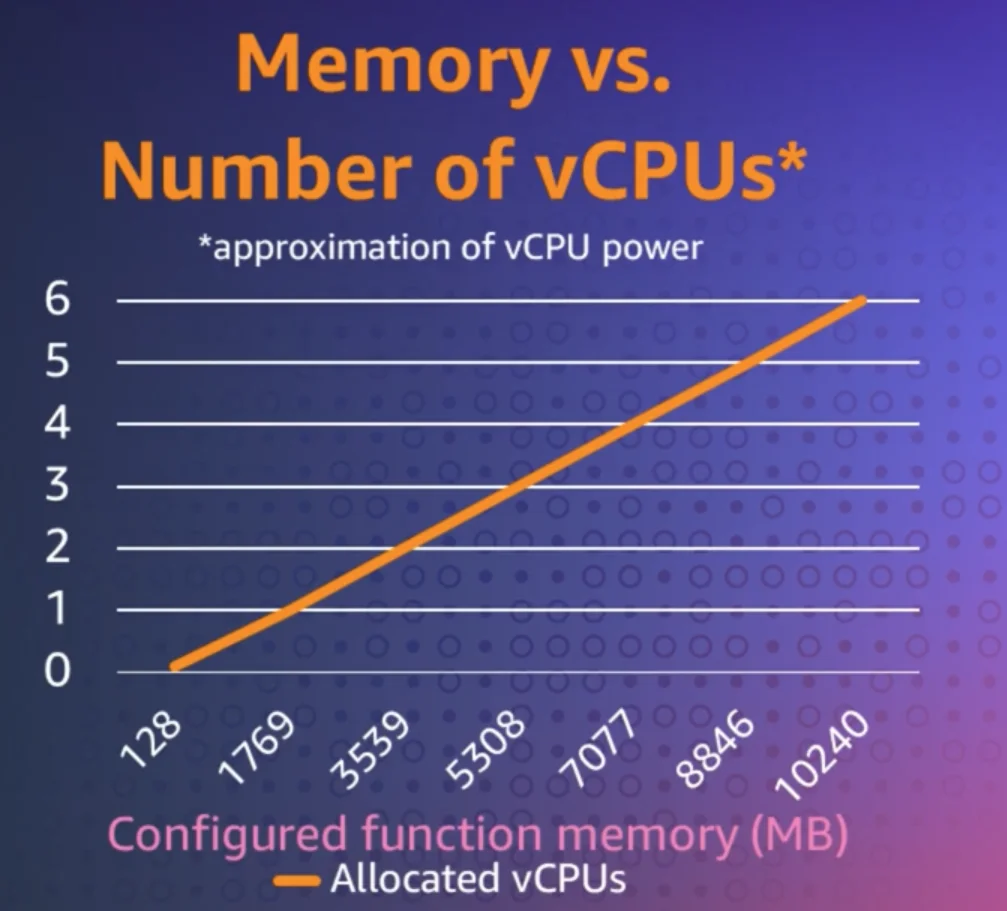 Memory vs.
Number of vCPUs*
*approximation of vCPU power
6
5
4
3
2
1
0
128
1769
3539
5308
7077
8846
10240
Configured function memory (MB)
Allocated vCPUs